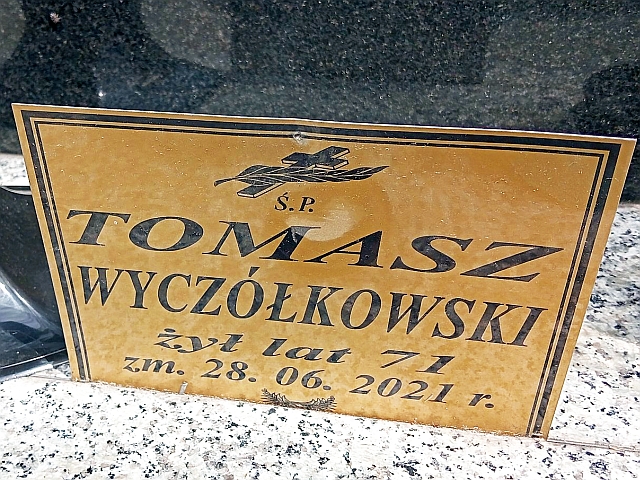 Ś.P.
TOMASZ
WYCZÓŁKOWSKI
żył lat 71
zm. 28. 06. 2021 r.